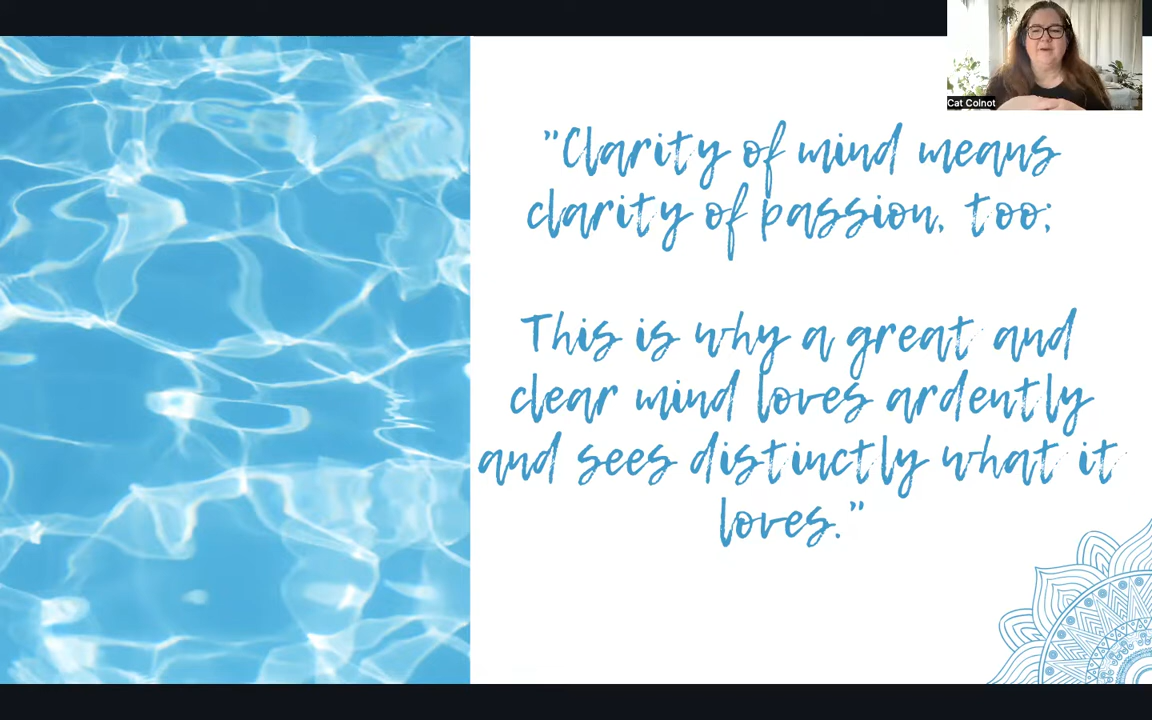 Cat Colnot
"Clarity of mind means
clarity of passion, too;
This is why a great and
clear mind loves ardently
and sees distinctly what it
loves."